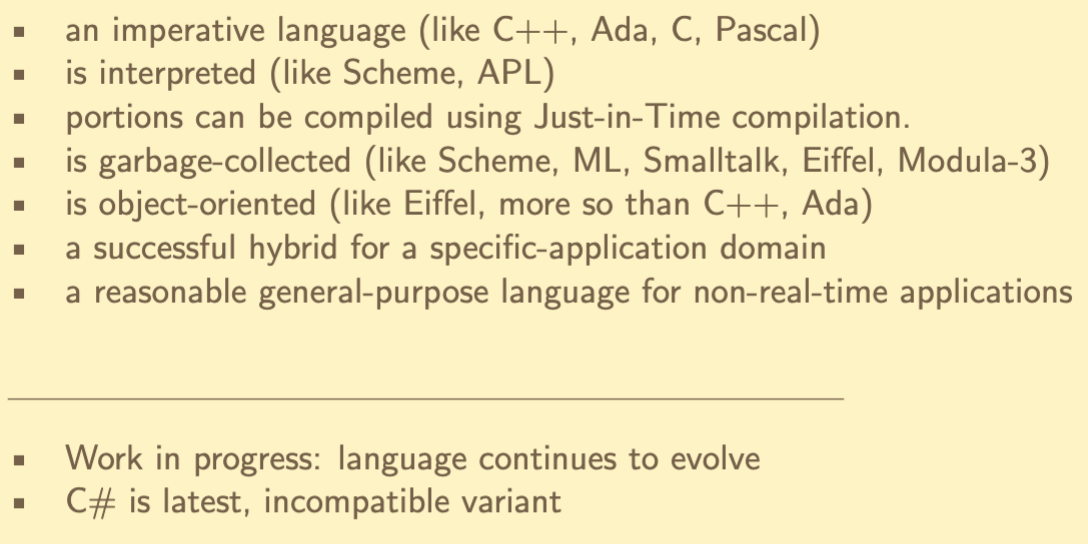 ▪ an imperative language (like C++, Ada, C, Pascal)
▪ is interpreted (like Scheme, APL)
▪ portions can be compiled using Just-in-Time compilation.
▪ is garbage-collected (like Scheme, ML, Smalltalk, Eiffel, Modula-3)
▪ is object-oriented (like Eiffel, more so than C++, Ada)
▪ a successful hybrid for a specific-application domain
▪ a reasonable general-purpose language for non-real-time applications
▪ Work in progress: language continues to evolve
▪ C# is latest, incompatible variant